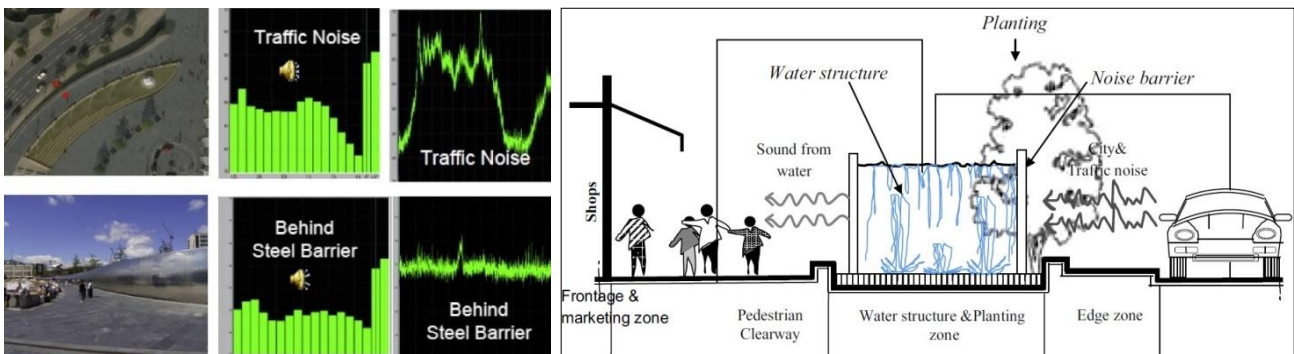 Traffic Noise
Traffic Noise
Behind
Steel Barrier
Behind
Steel Barrier
Planting
Water structure
Noise barrier
Sound from
water
City&
Traffic noise
Shops
Frontage &
marketing zone
Pedestrian
Clearway
Water structure &Planting
zone
Edge zone